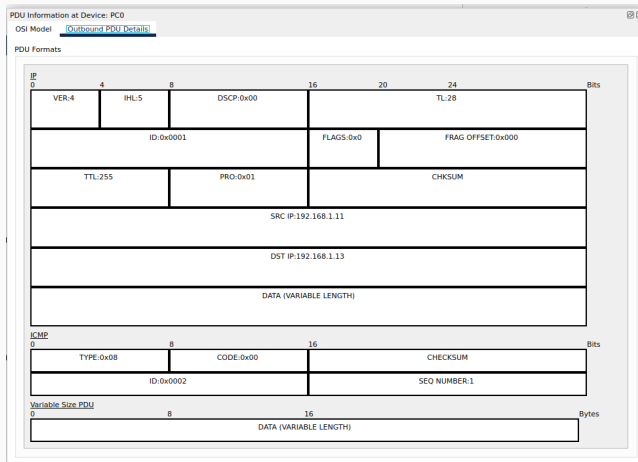 PDU Information at Device: PC0
OSI Model Outbound PDU Details
PDU Formats
IP
0 4 8 16 20 24 Bits
VER:4 IHL:5 DSCP:0x00 TL:28
ID:0x0001 FLAGS:0x0 FRAG OFFSET:0x000
TTL:255 PRO:0x01 CHKSUM
SRC IP:192.168.1.11
DST IP:192.168.1.13
DATA (VARIABLE LENGTH)
ICMP
0 8 16 Bits
TYPE:0x08 CODE:0x00 CHECKSUM
ID:0x0002 SEQ NUMBER:1
Variable Size PDU
0 8 16 Bytes
DATA (VARIABLE LENGTH)